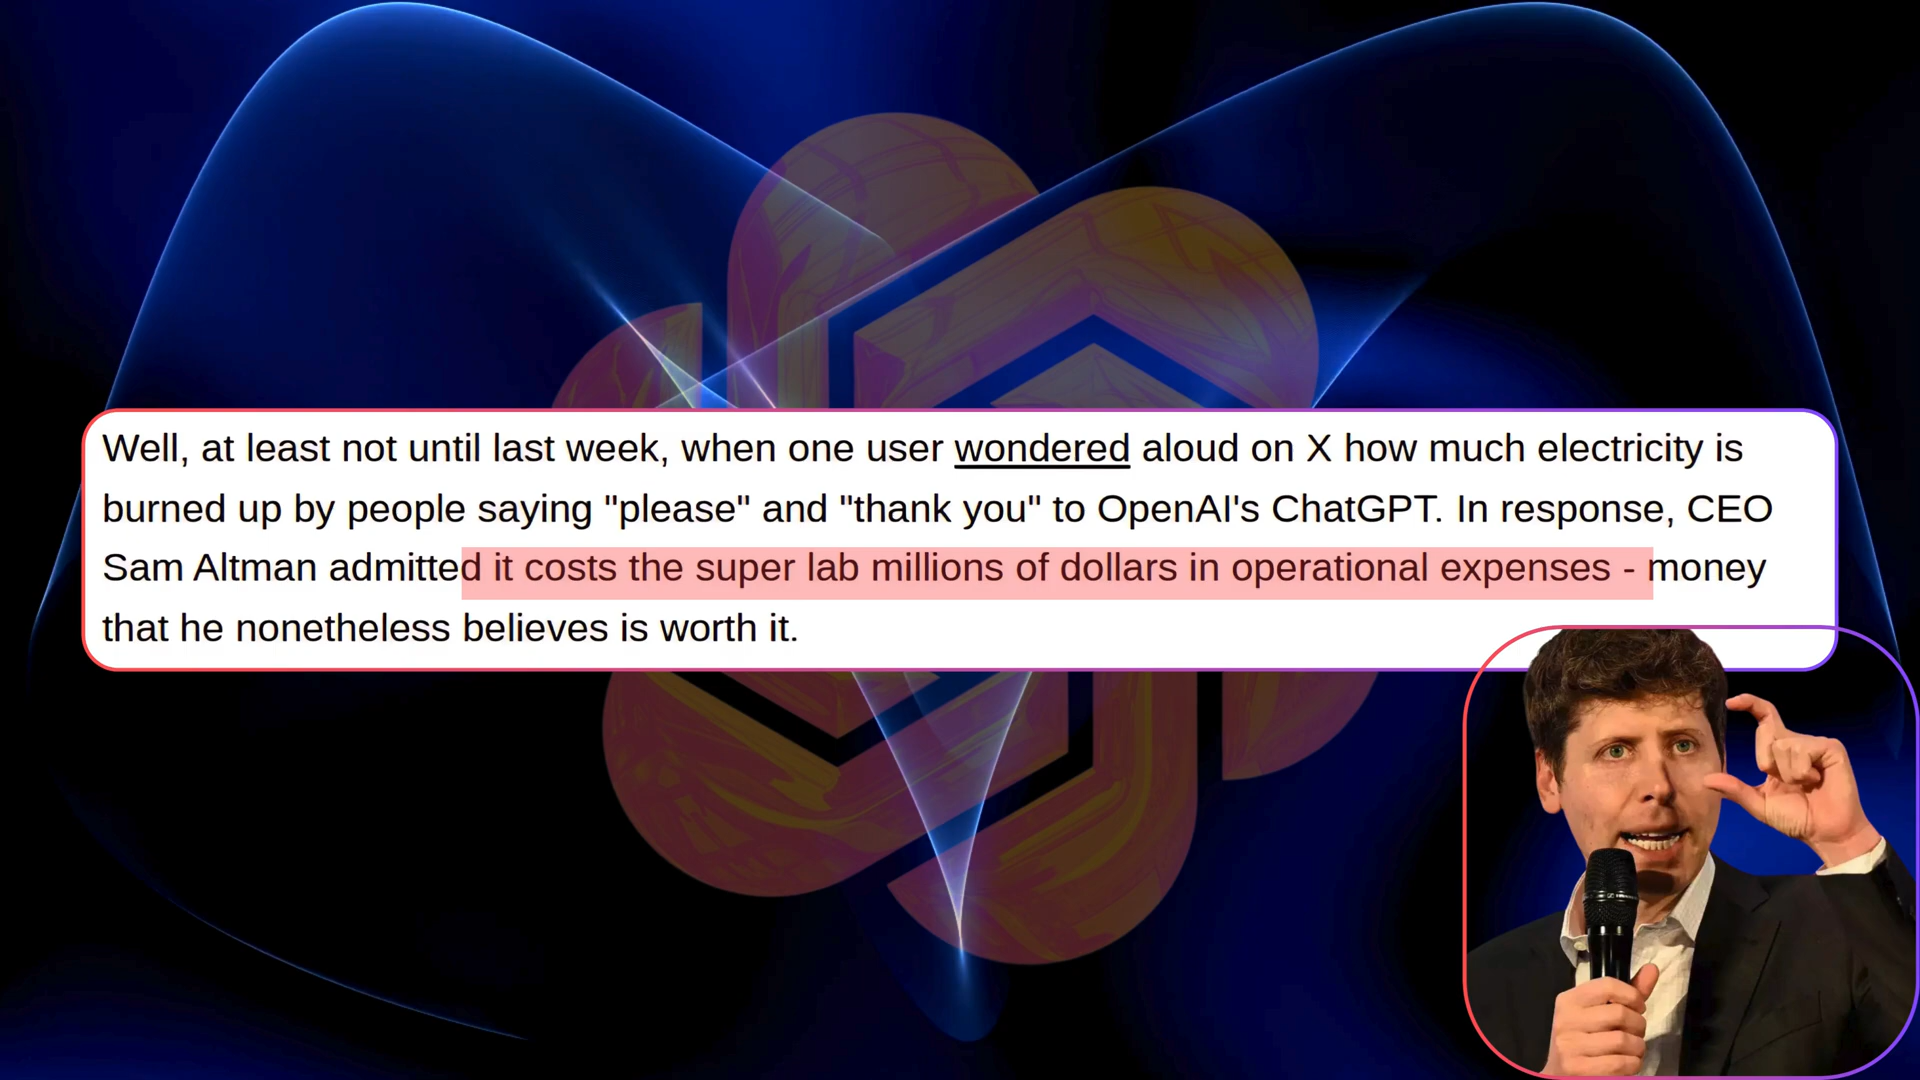 Well, at least not until last week, when one user wondered aloud on X how much electricity is
burned up by people saying "please" and "thank you" to OpenAI's ChatGPT. In response, CEO
Sam Altman admitted it costs the super lab millions of dollars in operational expenses - money
that he nonetheless believes is worth it.